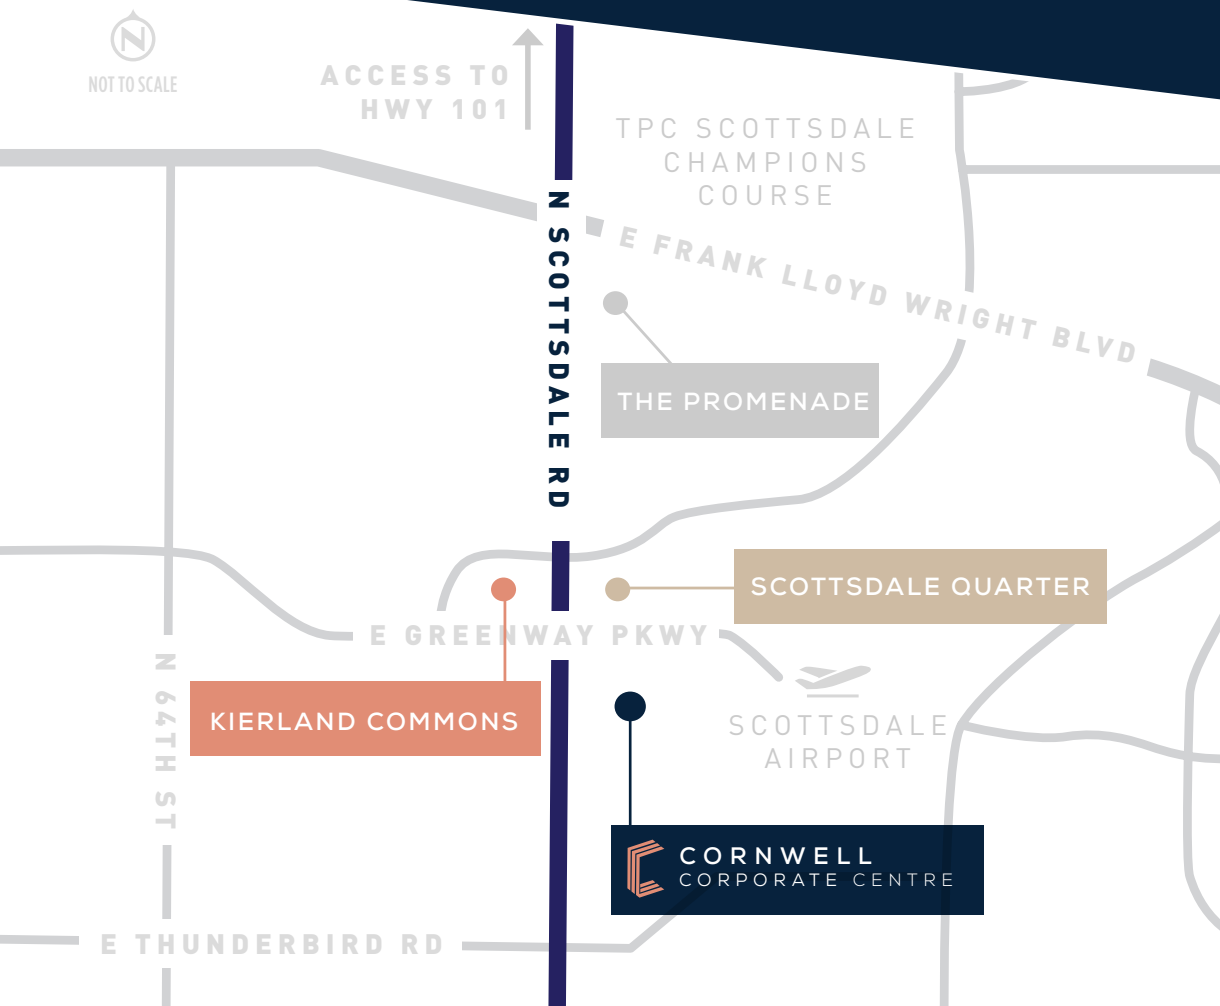 N
NOT TO SCALE
ACCESS TO
HWY 101
TPC SCOTTSDALE
CHAMPIONS
COURSE
N SCOTTSDALE RD
E FRANK LLOYD WRIGHT BLVD
THE PROMENADE
SCOTTSDALE QUARTER
E GREENWAY PKWY
N 64TH ST
KIERLAND COMMONS
SCOTTSDALE
AIRPORT
CORNWELL
CORPORATE CENTRE
E THUNDERBIRD RD